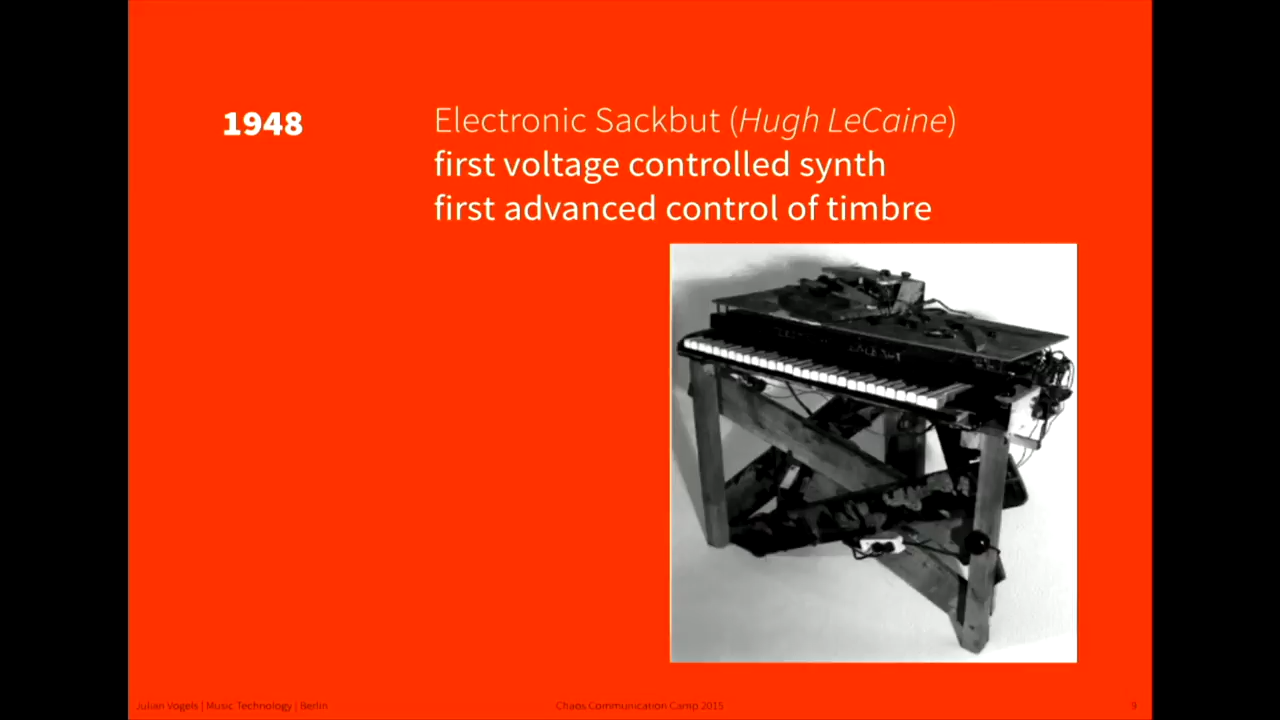 1948
Electronic Sackbut (Hugh LeCaine)
first voltage controlled synth
first advanced control of timbre
Julian Vogels | Music Technology | Berlin
Chaos Communication Camp 2015
9